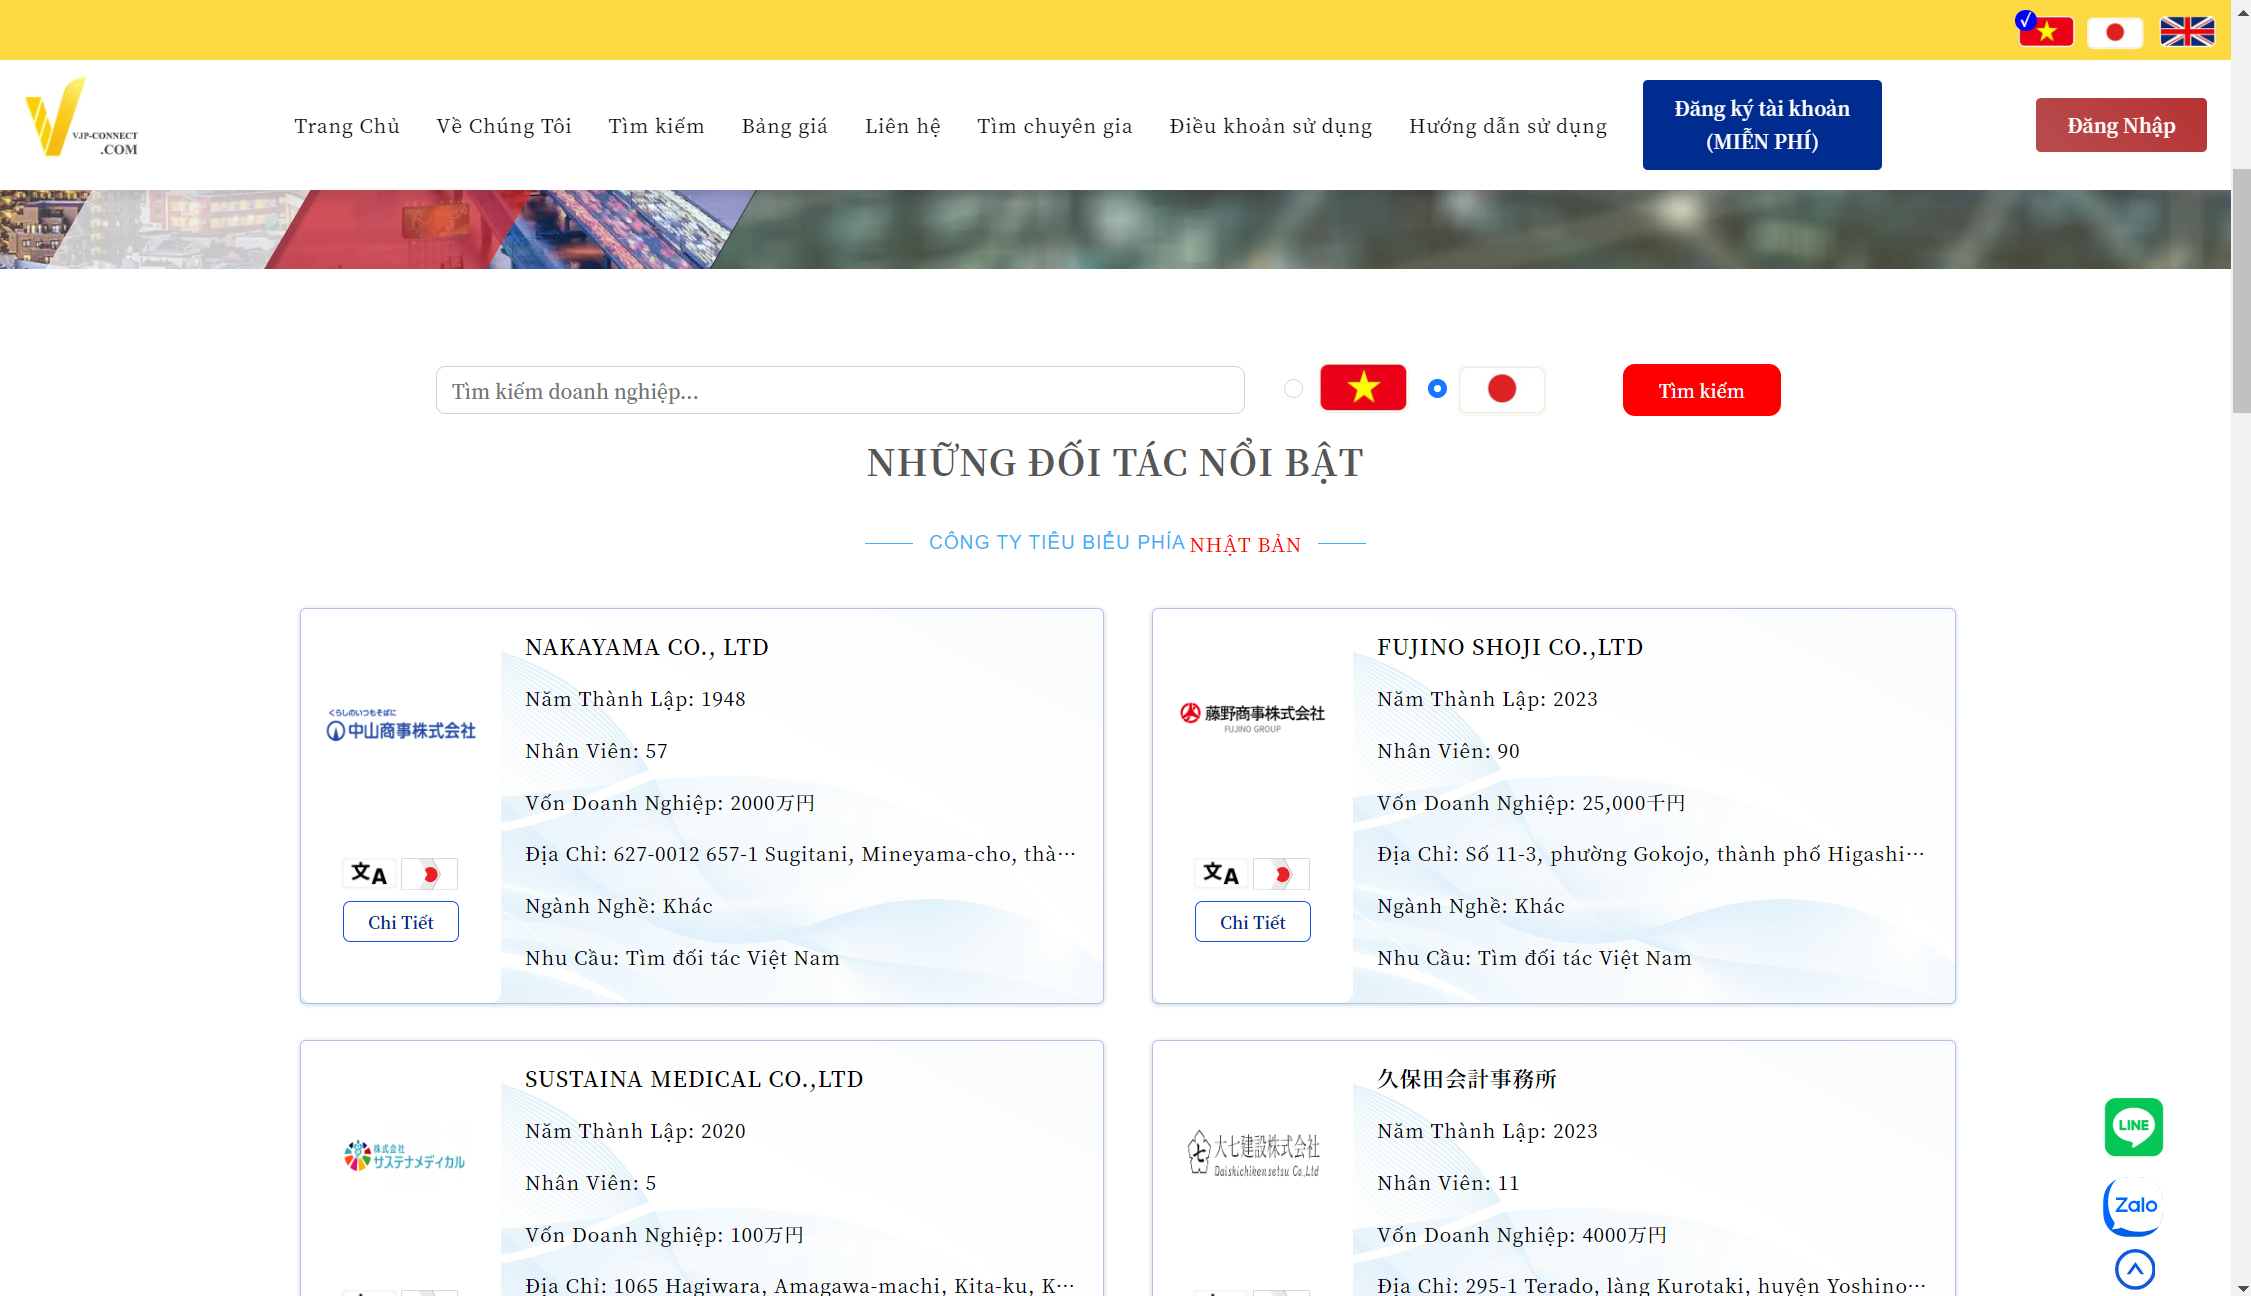 VJP-CONNECT
.COM
Trang Chủ
Về Chúng Tôi
Tìm kiếm
Bảng giá
Liên hệ
Tìm chuyên gia
Điều khoản sử dụng
Hướng dẫn sử dụng
Đăng ký tài khoản
(MIỄN PHÍ)
Đăng Nhập
Tìm kiếm doanh nghiệp...
Tìm kiếm
NHỮNG ĐỐI TÁC NỔI BẬT
CÔNG TY TIÊU BIỂU PHÍA NHẬT BẢN
くらしのいつもそばに
中山商事株式会社
文A
Chi Tiết
NAKAYAMA CO., LTD
Năm Thành Lập: 1948
Nhân Viên: 57
Vốn Doanh Nghiệp: 2000万円
Địa Chỉ: 627-0012 657-1 Sugitani, Mineyama-cho, thà…
Ngành Nghề: Khác
Nhu Cầu: Tìm đối tác Việt Nam
藤野商事株式会社
FUJINO GROUP
文A
Chi Tiết
FUJINO SHOJI CO.,LTD
Năm Thành Lập: 2023
Nhân Viên: 90
Vốn Doanh Nghiệp: 25,000千円
Địa Chỉ: Số 11-3, phường Gokojo, thành phố Higashi…
Ngành Nghề: Khác
Nhu Cầu: Tìm đối tác Việt Nam
株式会社
サステナメディカル
SUSTAINA MEDICAL CO.,LTD
Năm Thành Lập: 2020
Nhân Viên: 5
Vốn Doanh Nghiệp: 100万円
Địa Chỉ: 1065 Hagiwara, Amagawa-machi, Kita-ku, K…
七
大七建設株式会社
Daishichikensetsu Co.,Ltd
久保田会計事務所
Năm Thành Lập: 2023
Nhân Viên: 11
Vốn Doanh Nghiệp: 4000万円
Địa Chỉ: 295-1 Terado, làng Kurotaki, huyện Yoshino…
LINE
Zalo